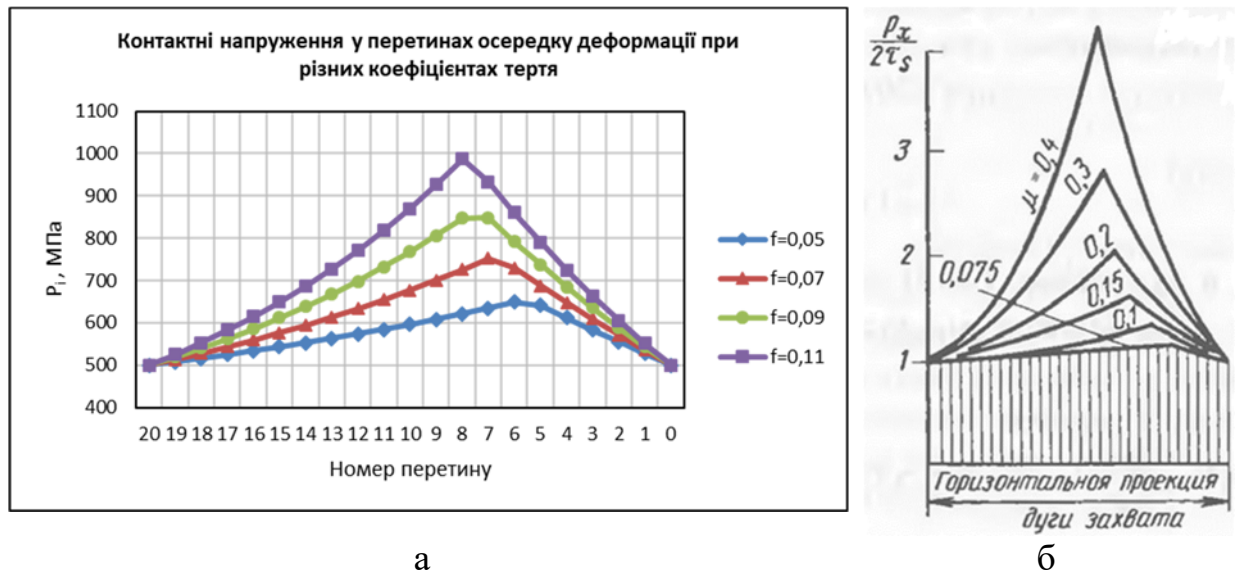 Контактні напруження у перетинах осередку деформації при
різних коефіцієнтах тертя
1100
1000
900
800
700
600
500
400
P_i, МПа
20 19 18 17 16 15 14 13 12 11 10 9 8 7 6 5 4 3 2 1 0
Номер перетину
f=0,05
f=0,07
f=0,09
f=0,11
а
p_x
2τ_s
3
2
1
μ=0,4
0,3
0,2
0,15
0,1
0,075
Горизонтальная проекция
дуги захвата
б